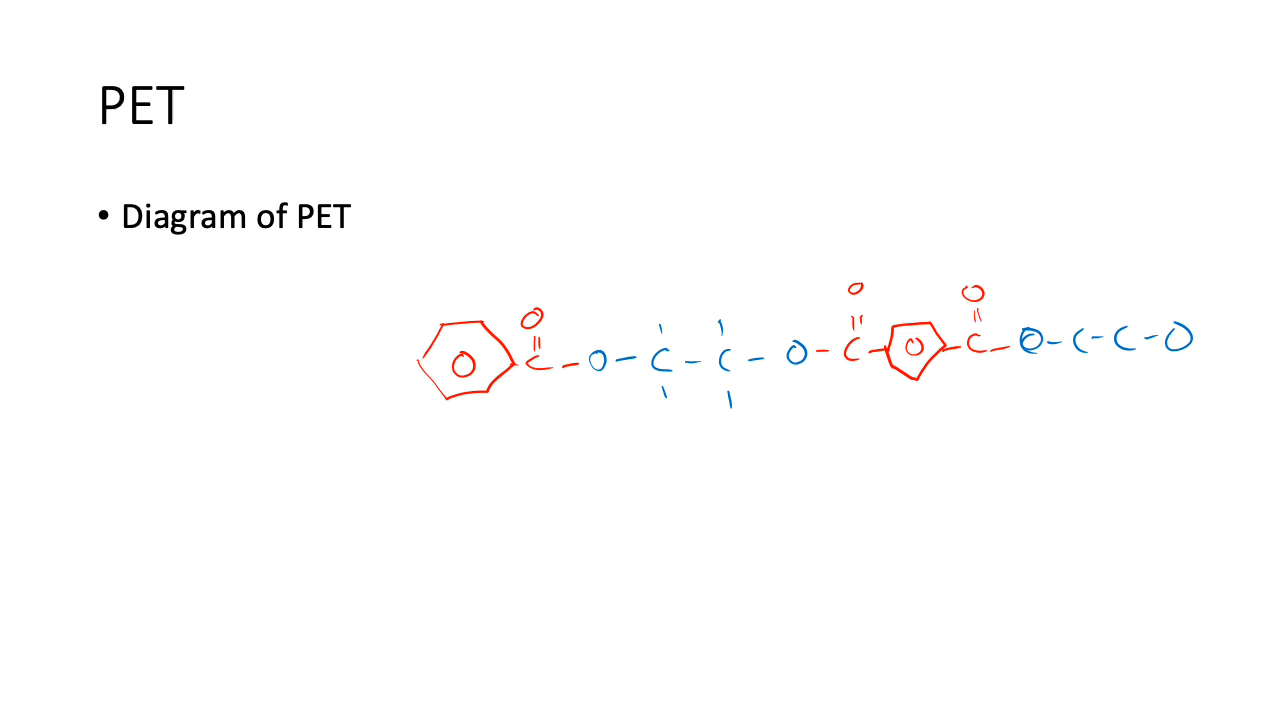 PET
• Diagram of PET
O O O
O C - O - C - C - O - C - O - C - O - C - C - O